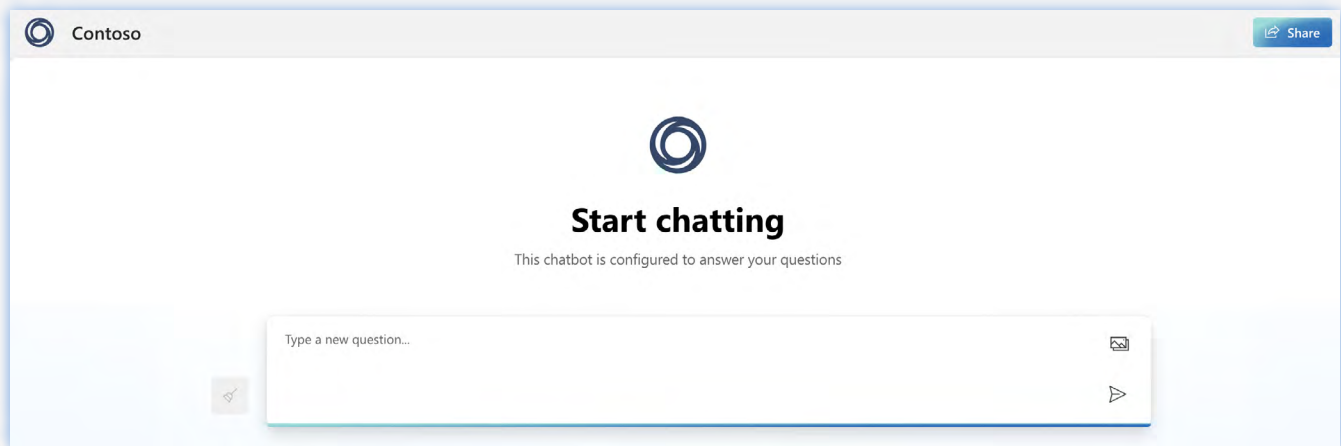 Contoso
Share
Start chatting
This chatbot is configured to answer your questions
Type a new question...